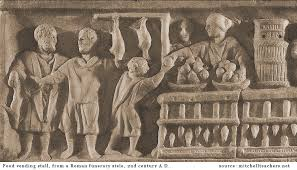 Food vending stall, from a Roman funerary stele, 2nd century A.D. source - mitchellteachers.net